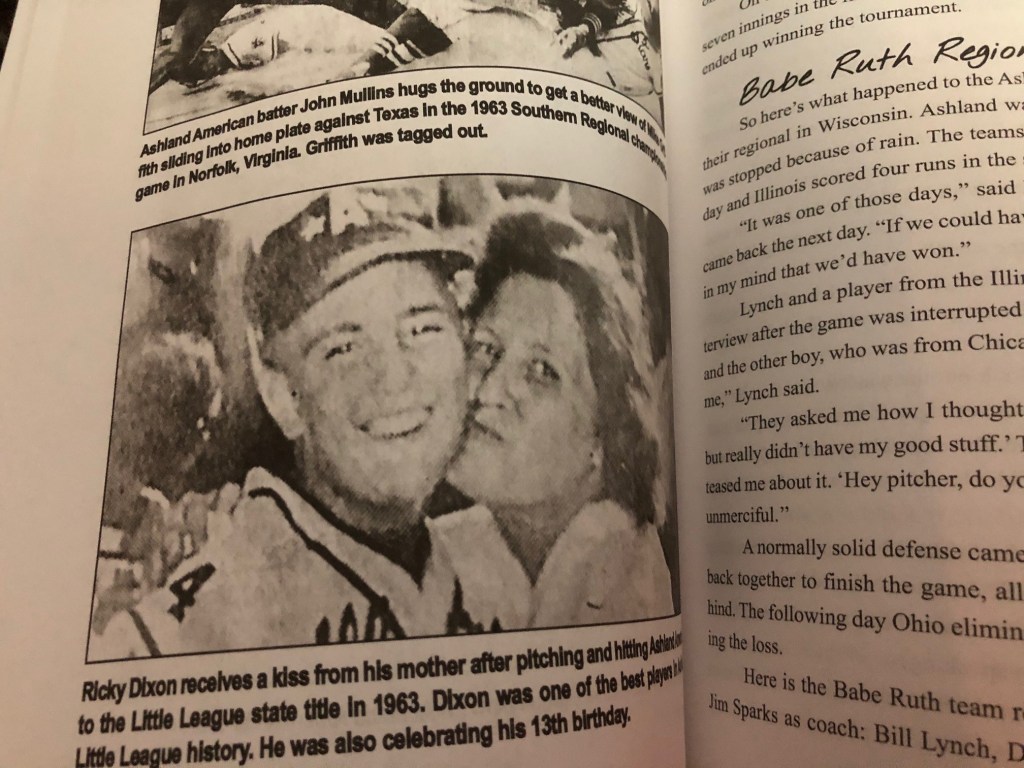 Ashland American batter John Mullins hugs the ground to get a better view of
fith sliding into home plate against Texas in the 1963 Southern Regional
game in Norfolk, Virginia. Griffith was tagged out.
4
Ricky Dixon receives a kiss from his mother after pitching and hitting Ashland
to the Little League state title in 1963. Dixon was one of the best players in
Little League history. He was also celebrating his 13th birthday.
seven innings in the
ended up winning the tournament.
Babe Ruth
So here's what happened to the
their regional in Wisconsin. Ashland
was stopped because of rain. The teams
day and Illinois scored four runs in the
"It was one of those days," said
came back the next day. "If we could
in my mind that we'd have won."
Lynch and a player from the
terview after the game was interrupted
and the other boy, who was from
me," Lynch said.
"They asked me how I thought
but really didn't have my good stuff.'
teased me about it. 'Hey pitcher, do
unmerciful."
A normally solid defense came
back together to finish the game, all
hind. The following day Ohio
ing the loss.
Here is the Babe Ruth team
Jim Sparks as coach: Bill Lynch,